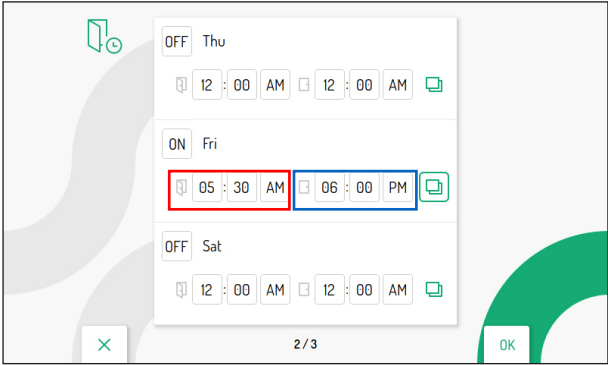 OFF Thu
12 : 00 AM 12 : 00 AM
ON Fri
05 : 30 AM 06 : 00 PM
OFF Sat
12 : 00 AM 12 : 00 AM
2/3 OK